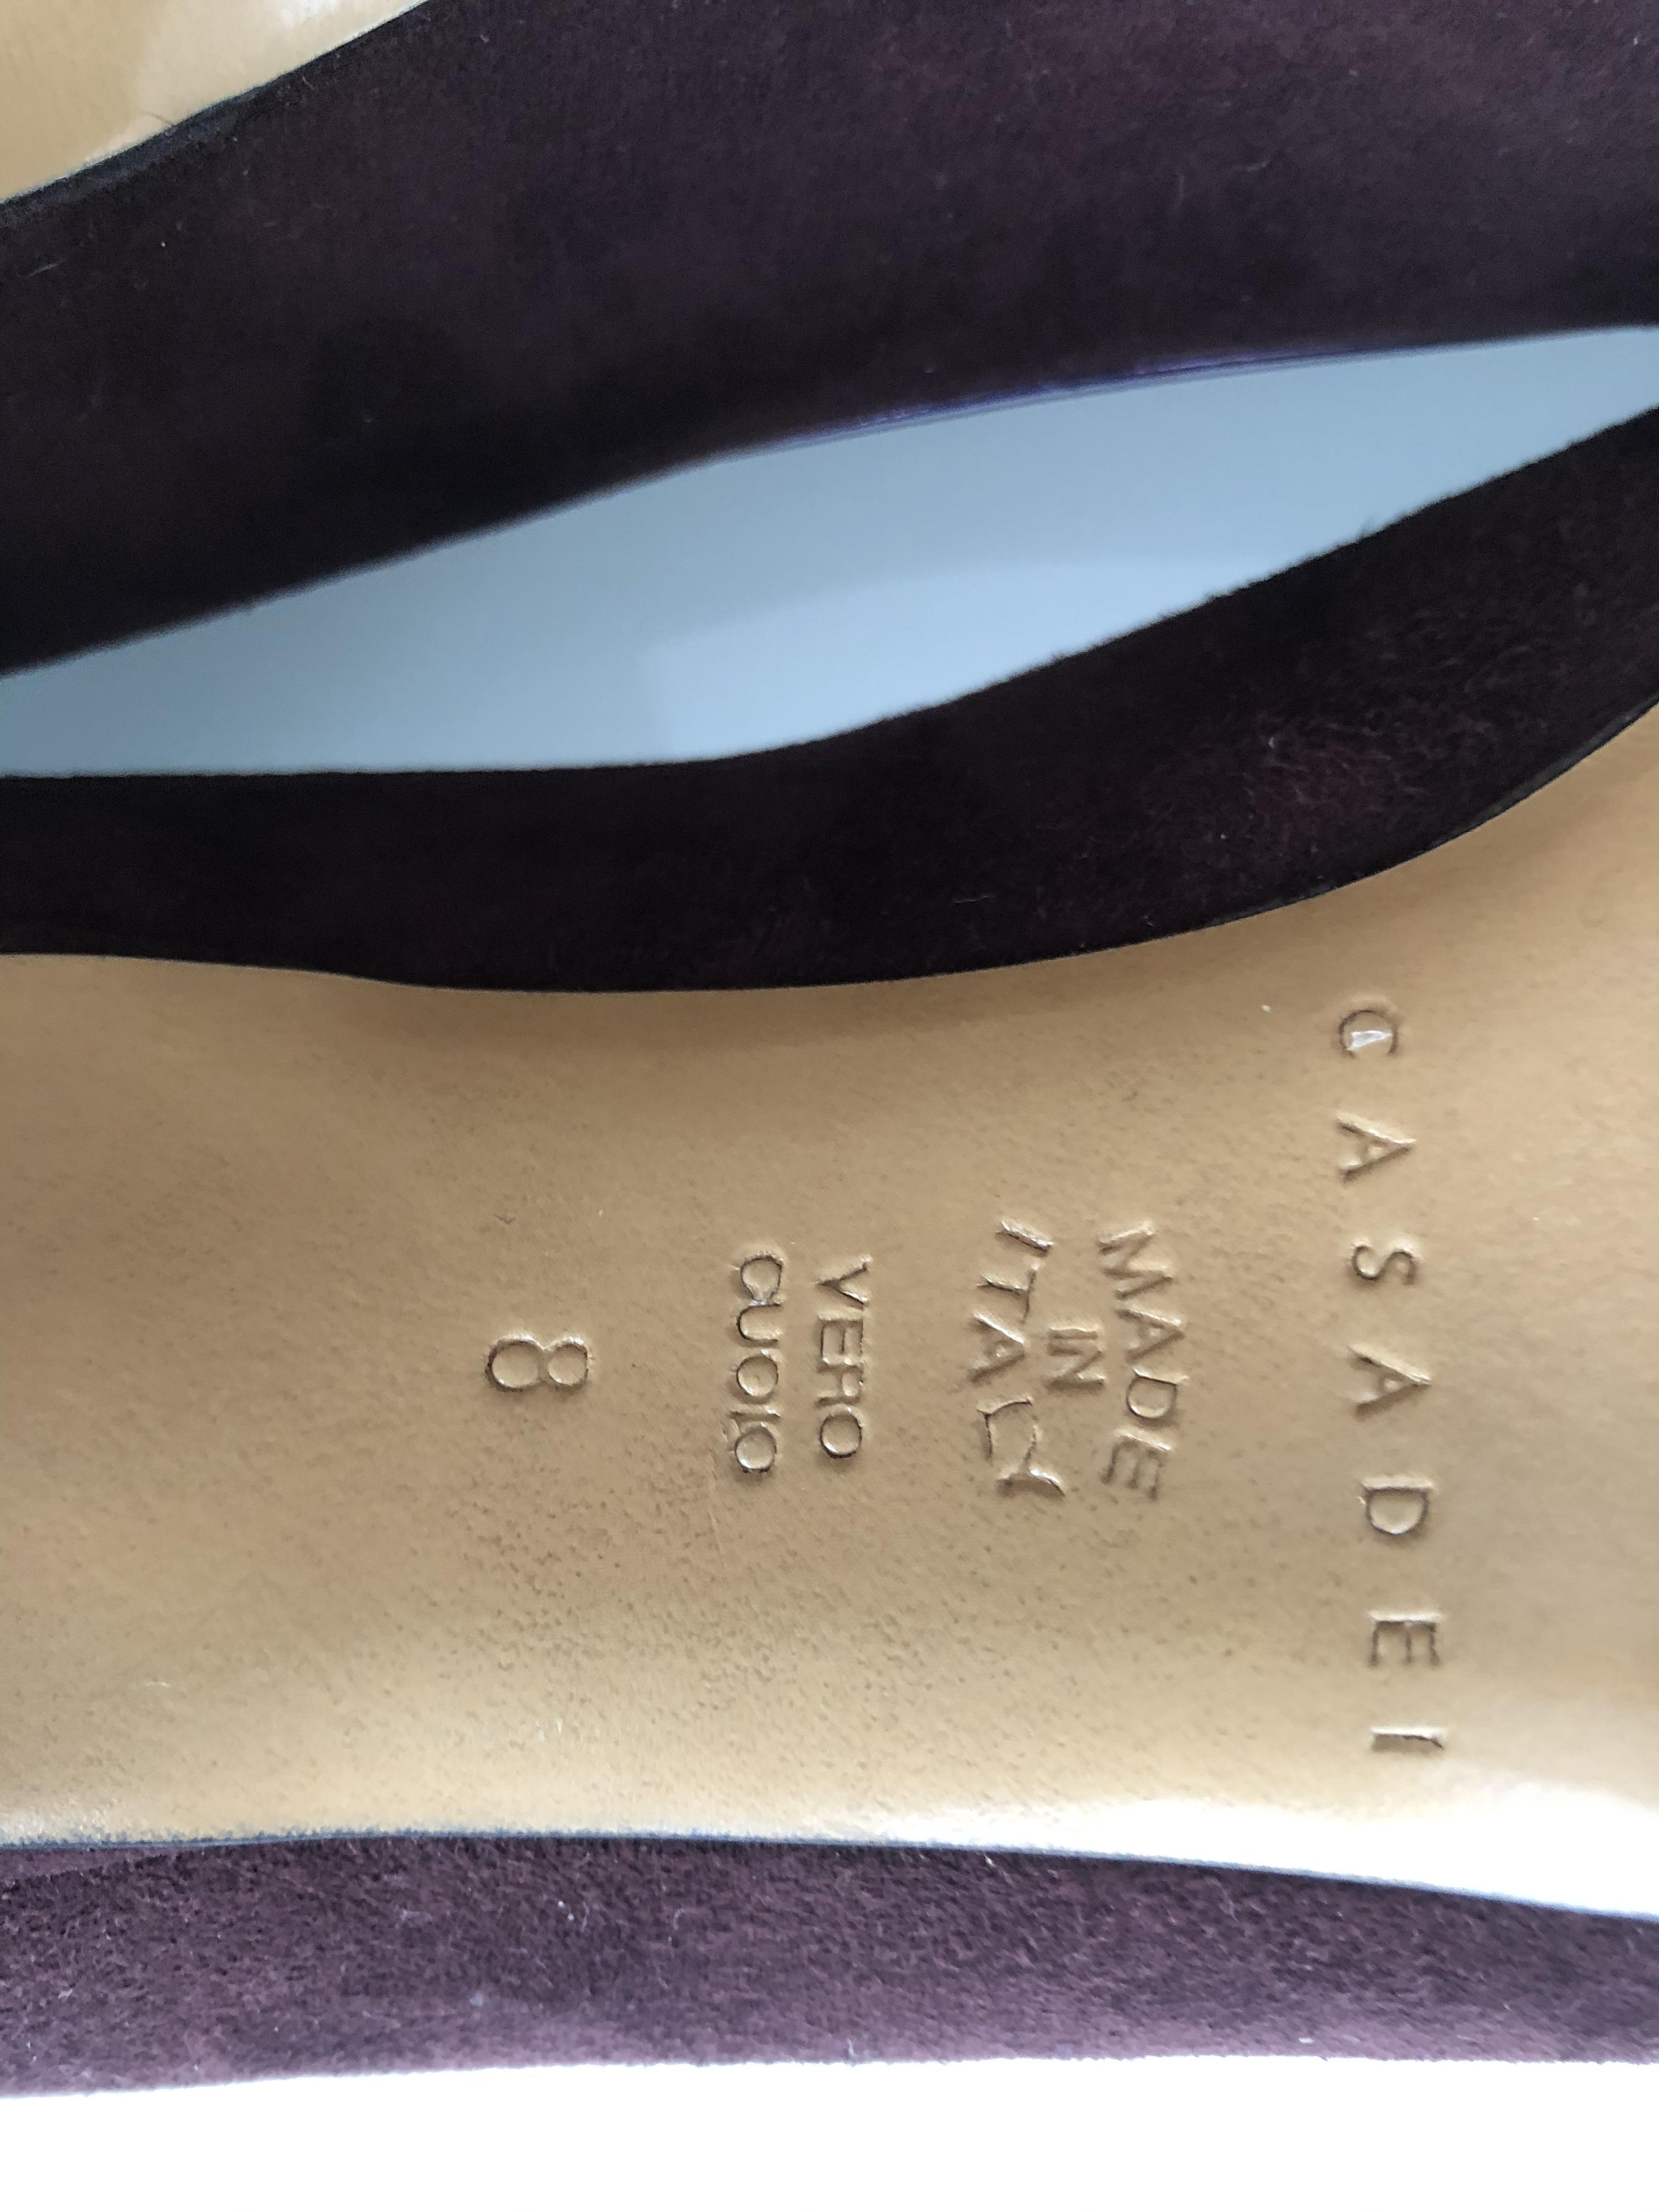 CASADEI
MADE
IN
ITALY
VERO
CUOIO
8